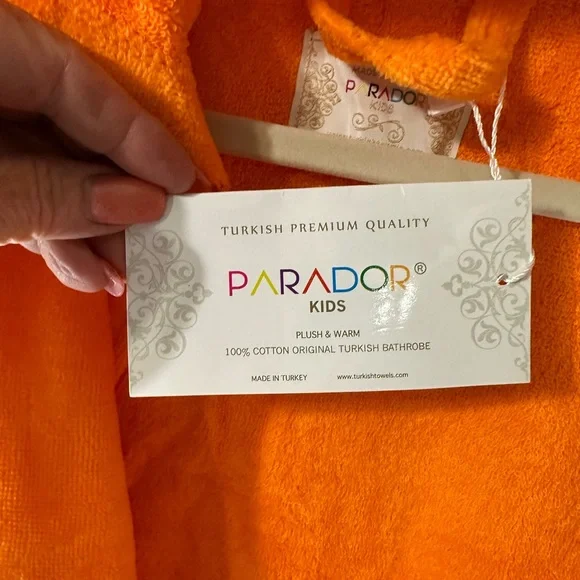 MADE
PARADOR
KIDS
TURKISH PREMIUM QUALITY
PARADOR®
KIDS
PLUSH & WARM
100% COTTON ORIGINAL TURKISH BATHROBE
MADE IN TURKEY www.turkishtowels.com